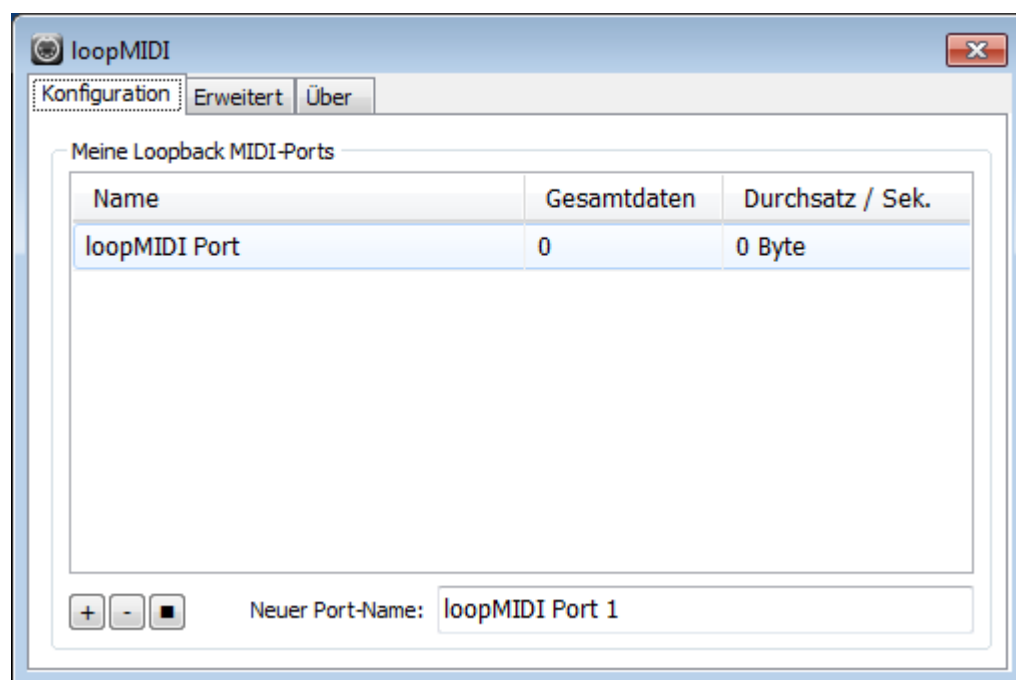 loopMIDI
Konfiguration Erweitert Über
Meine Loopback MIDI-Ports
Name Gesamtdaten Durchsatz / Sek.
loopMIDI Port 0 0 Byte
+ - ■ Neuer Port-Name: loopMIDI Port 1